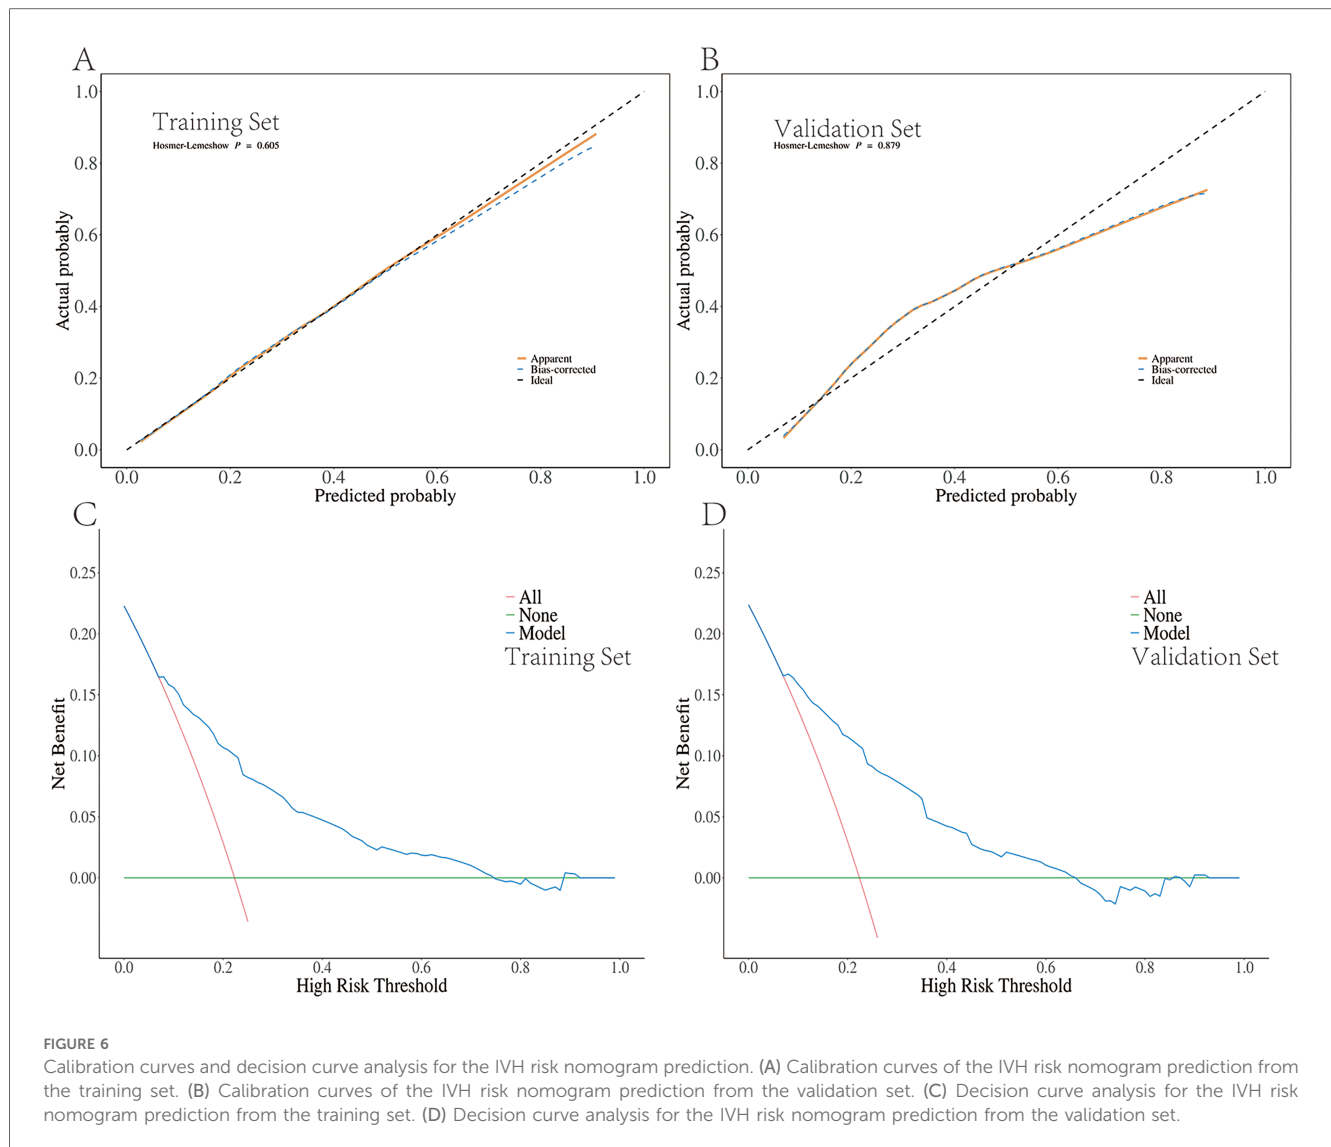 A
1.0
0.8
0.6
0.4
0.2
0.0
Actual probably
Training Set
Hosmer-Lemeshow P = 0.605
Apparent
Bias-corrected
Ideal
0.0 0.2 0.4 0.6 0.8 1.0
Predicted probably
B
1.0
0.8
0.6
0.4
0.2
0.0
Actual probably
Validation Set
Hosmer-Lemeshow P = 0.879
Apparent
Bias-corrected
Ideal
0.0 0.2 0.4 0.6 0.8 1.0
Predicted probably
C
0.25
0.20
0.15
0.10
0.05
0.00
Net Benefit
All
None
Model
Training Set
0.0 0.2 0.4 0.6 0.8 1.0
High Risk Threshold
D
0.25
0.20
0.15
0.10
0.05
0.00
Net Benefit
All
None
Model
Validation Set
0.0 0.2 0.4 0.6 0.8 1.0
High Risk Threshold
FIGURE 6
Calibration curves and decision curve analysis for the IVH risk nomogram prediction. (A) Calibration curves of the IVH risk nomogram prediction from
the training set. (B) Calibration curves of the IVH risk nomogram prediction from the validation set. (C) Decision curve analysis for the IVH risk
nomogram prediction from the training set. (D) Decision curve analysis for the IVH risk nomogram prediction from the validation set.